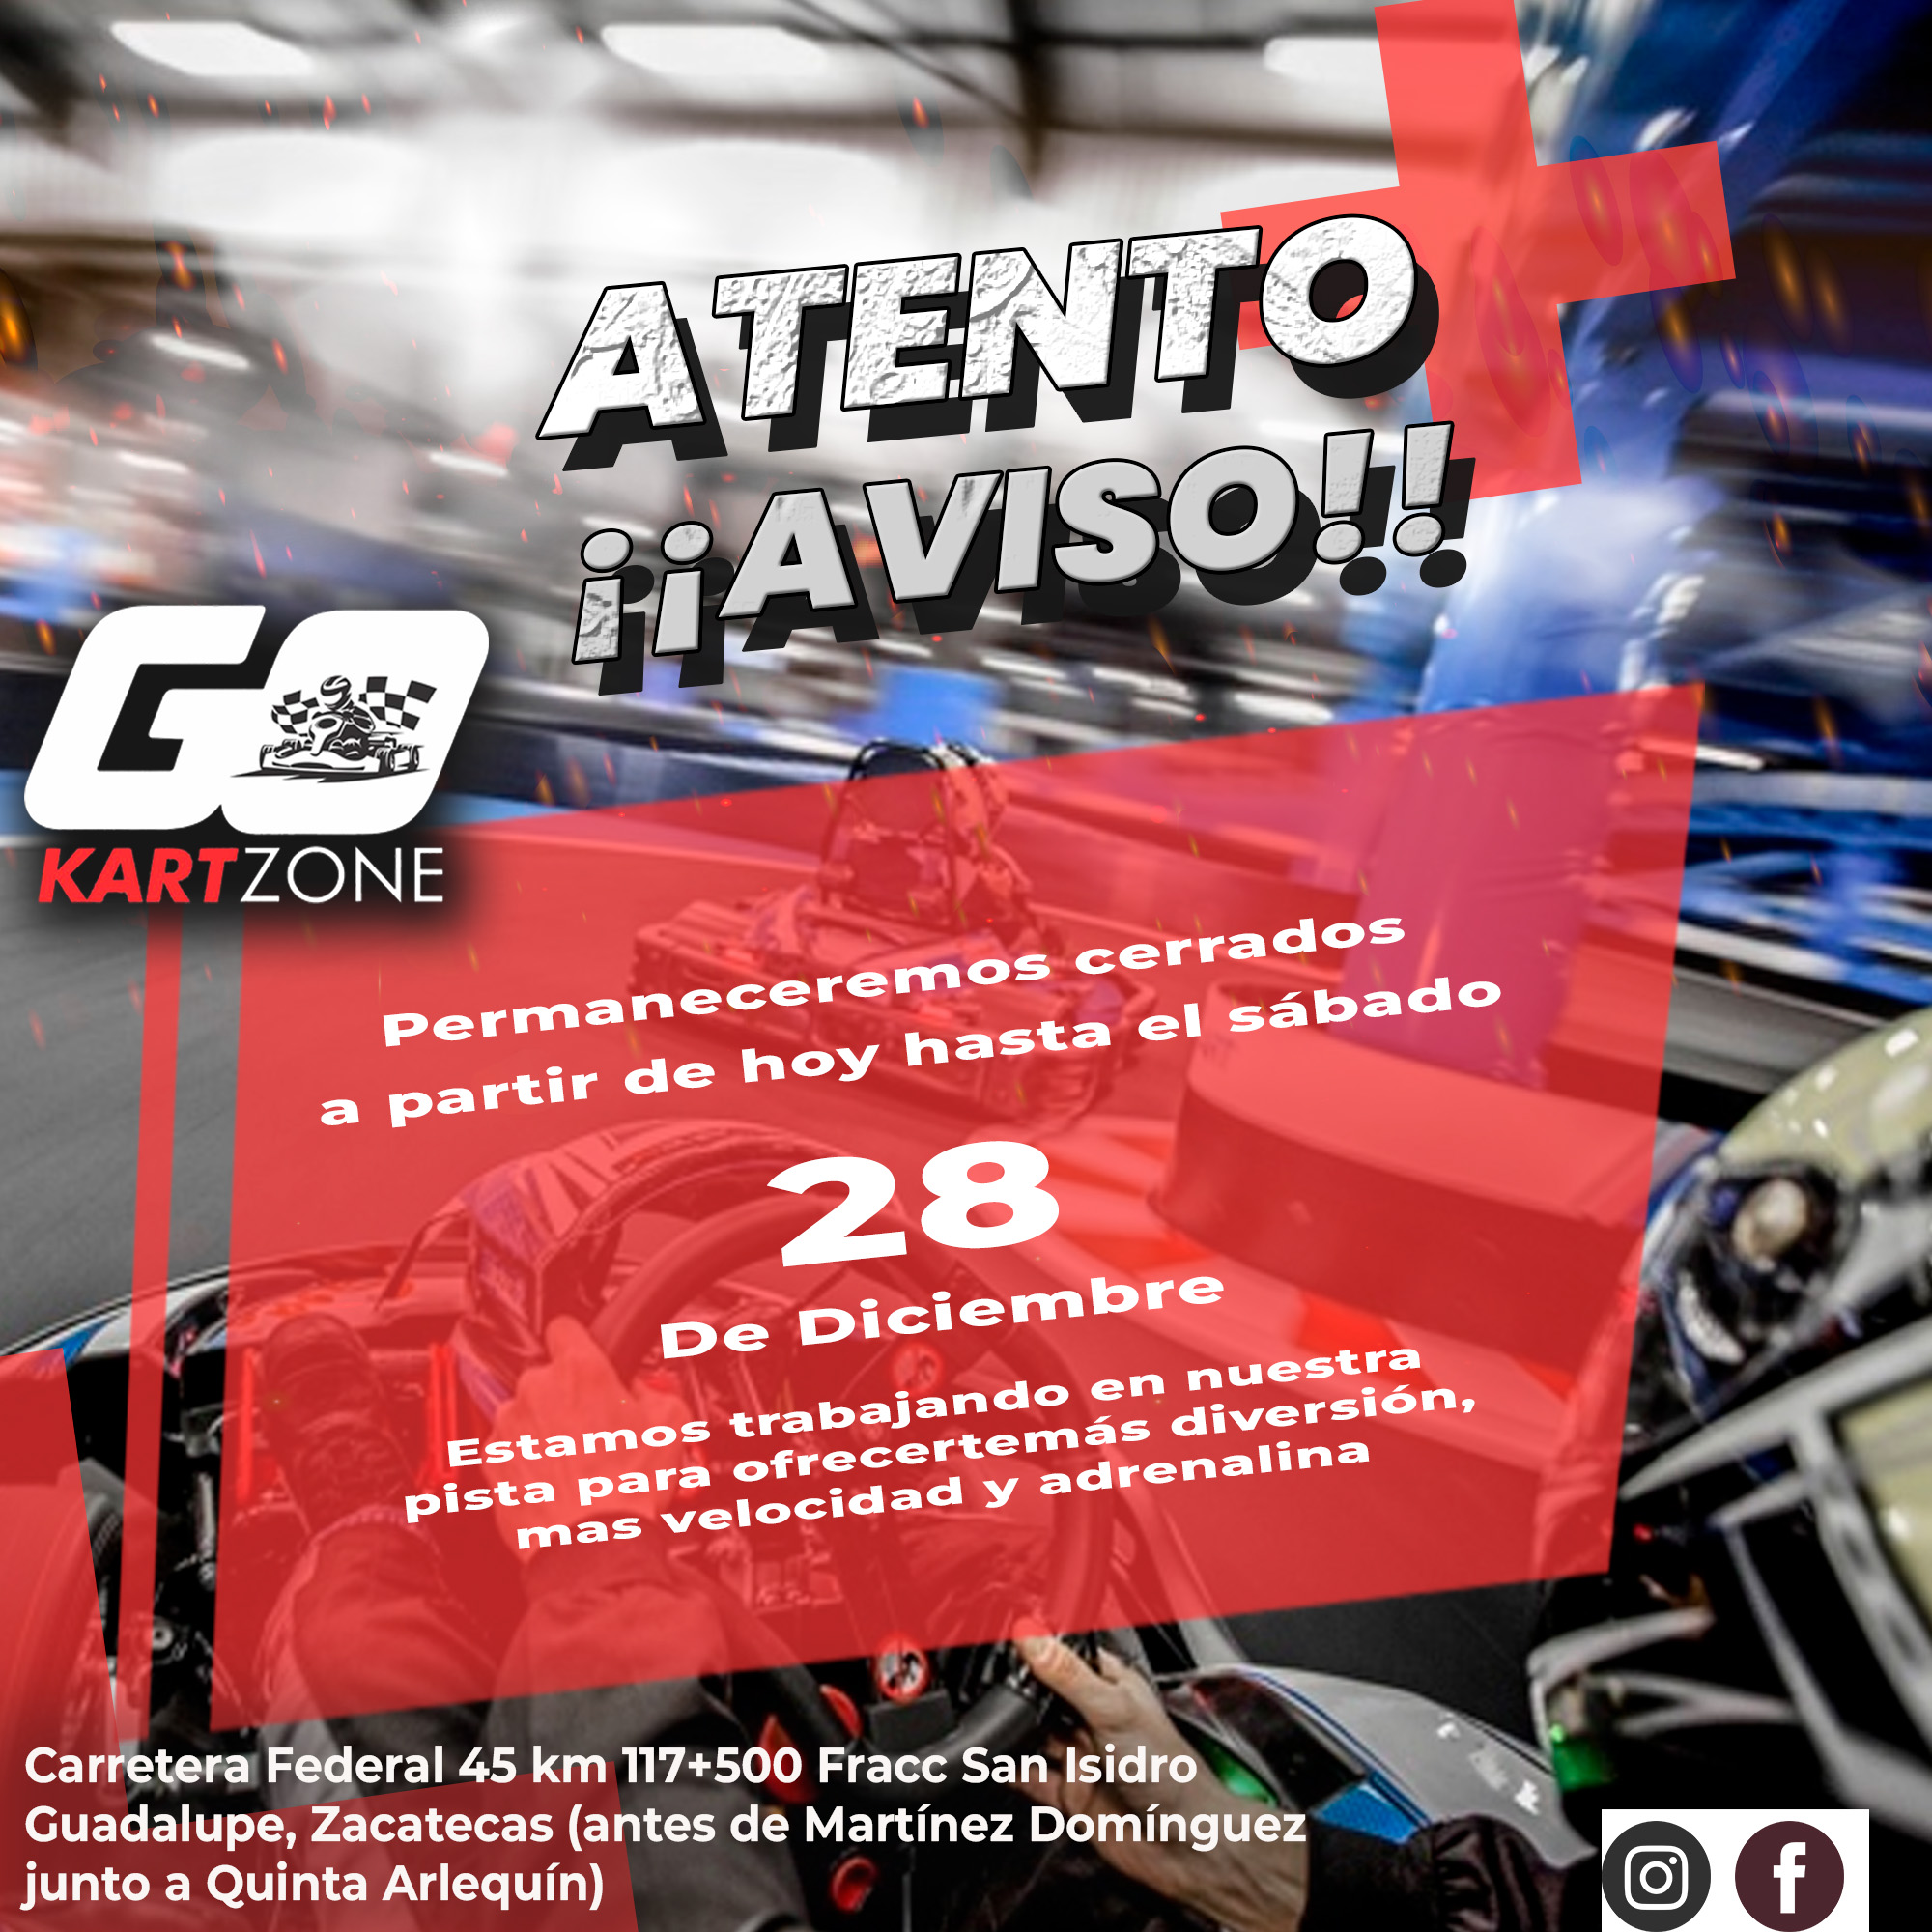 ATENTO
¡¡AVISO!!
GO
KARTZONE
Permaneceremos cerrados
a partir de hoy hasta el sábado
28
De Diciembre
Estamos trabajando en nuestra
pista para ofrecertemás diversión,
mas velocidad y adrenalina
Carretera Federal 45 km 117+500 Fracc San Isidro
Guadalupe, Zacatecas (antes de Martínez Domínguez
junto a Quinta Arlequín)